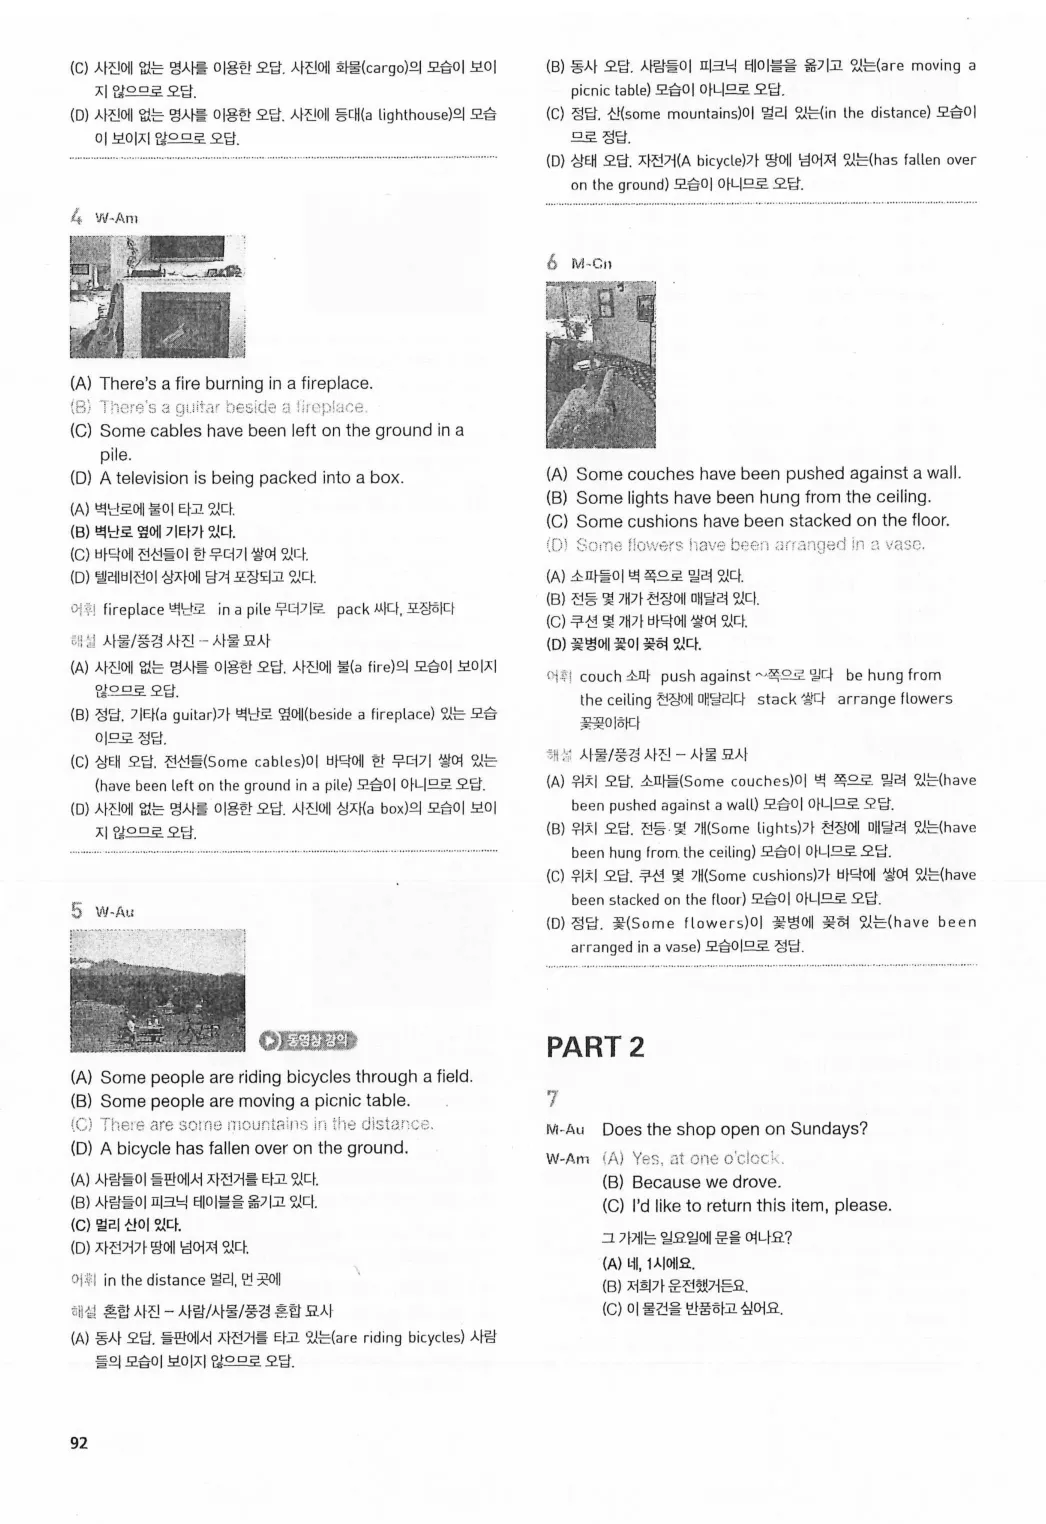 (C) 사진에 없는 명사를 이용한 오답. 사진에 화물(cargo)의 모습이 보이
지 않으므로 오답.
(D) 사진에 없는 명사를 이용한 오답. 사진에 등대(a lighthouse)의 모습
이 보이지 않으므로 오답.
4 W-Am
(A) There's a fire burning in a fireplace.
(B) There's a guitar beside a fireplace.
(C) Some cables have been left on the ground in a
pile.
(D) A television is being packed into a box.
(A) 벽난로에 불이 타고 있다.
(B) 벽난로 옆에 기타가 있다.
(C) 바닥에 전선들이 한 무더기 쌓여 있다.
(D) 텔레비전이 상자에 담겨 포장되고 있다.
어휘 fireplace 벽난로 in a pile 무더기로 pack 싸다, 포장하다
해설 사물/풍경 사진 – 사물 묘사
(A) 사진에 없는 명사를 이용한 오답. 사진에 불(a fire)의 모습이 보이지
않으므로 오답.
(B) 정답. 기타(a guitar)가 벽난로 옆에(beside a fireplace) 있는 모습
이므로 정답.
(C) 상태 오답. 전선들(Some cables)이 바닥에 한 무더기 쌓여 있는
(have been left on the ground in a pile) 모습이 아니므로 오답.
(D) 사진에 없는 명사를 이용한 오답. 사진에 상자(a box)의 모습이 보이
지 않으므로 오답.
5 W-Au
동영상 강의
(A) Some people are riding bicycles through a field.
(B) Some people are moving a picnic table.
(C) There are some mountains in the distance.
(D) A bicycle has fallen over on the ground.
(A) 사람들이 들판에서 자전거를 타고 있다.
(B) 사람들이 피크닉 테이블을 옮기고 있다.
(C) 멀리 산이 있다.
(D) 자전거가 땅에 넘어져 있다.
어휘 in the distance 멀리, 먼 곳에
해설 혼합 사진 – 사람/사물/풍경 혼합 묘사
(A) 동사 오답. 들판에서 자전거를 타고 있는(are riding bicycles) 사람
들의 모습이 보이지 않으므로 오답.
(B) 동사 오답. 사람들이 피크닉 테이블을 옮기고 있는(are moving a
picnic table) 모습이 아니므로 오답.
(C) 정답. 산(some mountains)이 멀리 있는(in the distance) 모습이
므로 정답.
(D) 상태 오답. 자전거(A bicycle)가 땅에 넘어져 있는(has fallen over
on the ground) 모습이 아니므로 오답.
6 M-Cn
(A) Some couches have been pushed against a wall.
(B) Some lights have been hung from the ceiling.
(C) Some cushions have been stacked on the floor.
(D) Some flowers have been arranged in a vase.
(A) 소파들이 벽 쪽으로 밀려 있다.
(B) 전등 몇 개가 천장에 매달려 있다.
(C) 쿠션 몇 개가 바닥에 쌓여 있다.
(D) 꽃병에 꽃이 꽂혀 있다.
어휘 couch 소파 push against ~쪽으로 밀다 be hung from
the ceiling 천장에 매달리다 stack 쌓다 arrange flowers
꽃꽂이하다
해설 사물/풍경 사진 – 사물 묘사
(A) 위치 오답. 소파들(Some couches)이 벽 쪽으로 밀려 있는(have
been pushed against a wall) 모습이 아니므로 오답.
(B) 위치 오답. 전등 몇 개(Some lights)가 천장에 매달려 있는(have
been hung from the ceiling) 모습이 아니므로 오답.
(C) 위치 오답. 쿠션 몇 개(Some cushions)가 바닥에 쌓여 있는(have
been stacked on the floor) 모습이 아니므로 오답.
(D) 정답. 꽃(Some flowers)이 꽃병에 꽂혀 있는(have been
arranged in a vase) 모습이므로 정답.
PART 2
7
M-Au Does the shop open on Sundays?
W-Am (A) Yes, at one o'clock.
(B) Because we drove.
(C) I'd like to return this item, please.
그 가게는 일요일에 문을 여나요?
(A) 네, 1시에요.
(B) 저희가 운전했거든요.
(C) 이 물건을 반품하고 싶어요.
92